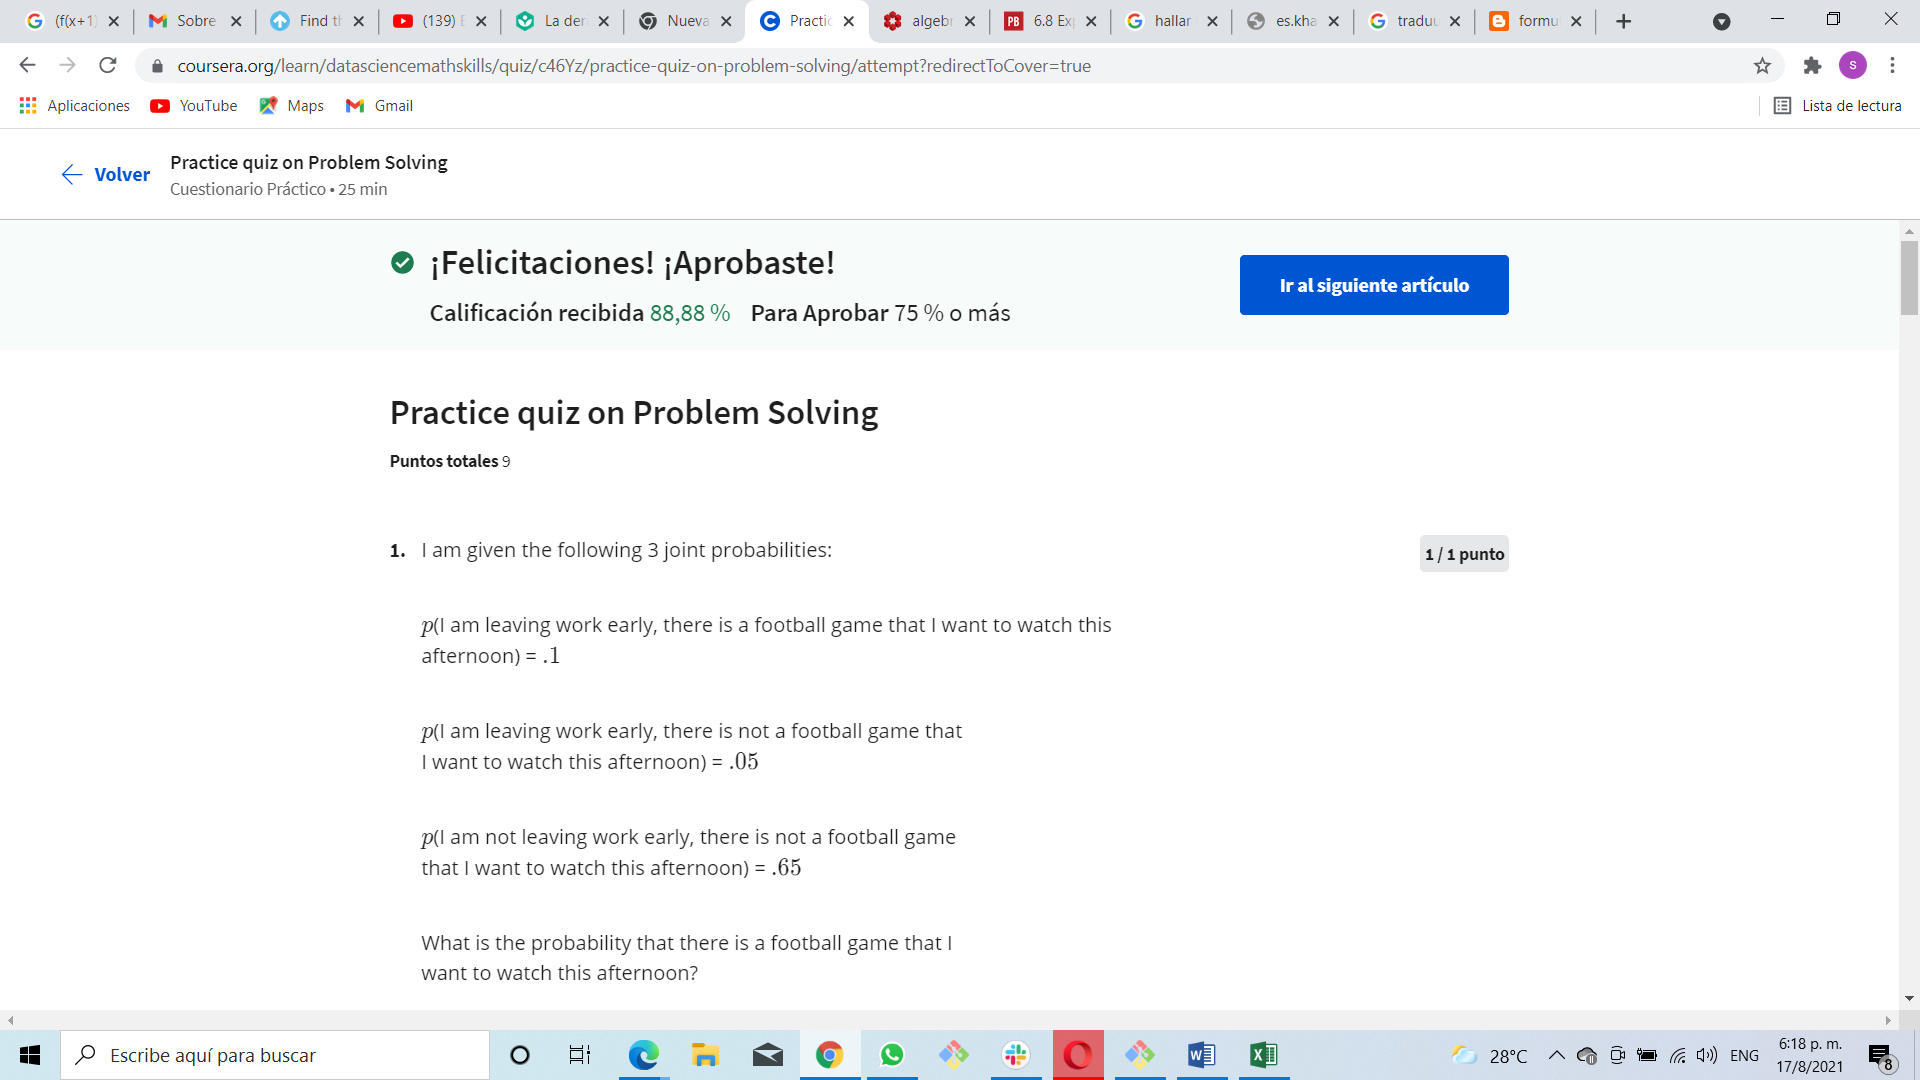 (f(x+1)
Sobre
Find th
(139) E
La deri
Nueva
Practic
algebr
PB 6.8 Exp
hallar
es.kha
traduc
formu
coursera.org/learn/datasciencemathskills/quiz/c46Yz/practice-quiz-on-problem-solving/attempt?redirectToCover=true
s
Aplicaciones
YouTube
Maps
Gmail
Lista de lectura
Volver
Practice quiz on Problem Solving
Cuestionario Práctico • 25 min
¡Felicitaciones! ¡Aprobaste!
Calificación recibida 88,88 % Para Aprobar 75 % o más
Ir al siguiente artículo
Practice quiz on Problem Solving
Puntos totales 9
1. I am given the following 3 joint probabilities:
1 / 1 punto
p(I am leaving work early, there is a football game that I want to watch this
afternoon) = .1
p(I am leaving work early, there is not a football game that
I want to watch this afternoon) = .05
p(I am not leaving work early, there is not a football game
that I want to watch this afternoon) = .65
What is the probability that there is a football game that I
want to watch this afternoon?
Escribe aquí para buscar
28°C
ENG
6:18 p. m.
17/8/2021
8